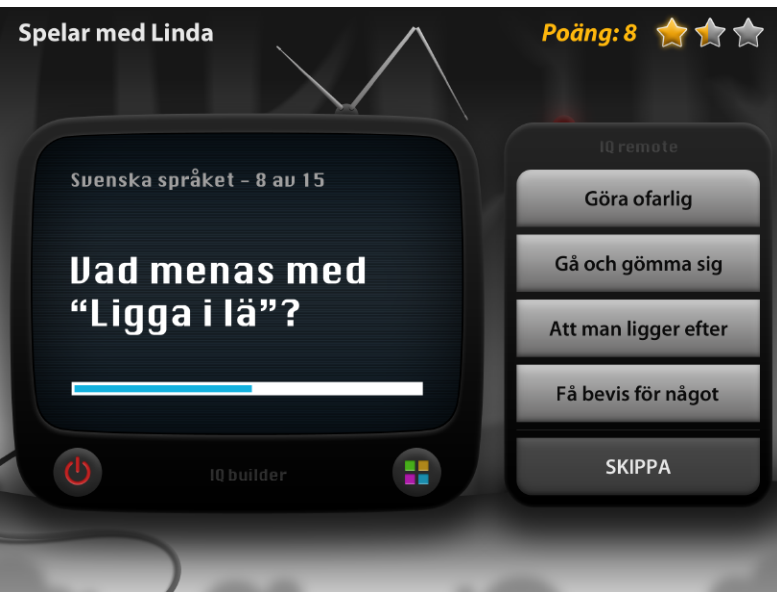 Spelar med Linda
Poäng: 8
Svenska språket - 8 av 15
Vad menas med
“Ligga i lä”?
IQ builder
IQ remote
Göra ofarlig
Gå och gömma sig
Att man ligger efter
Få bevis för något
SKIPPA